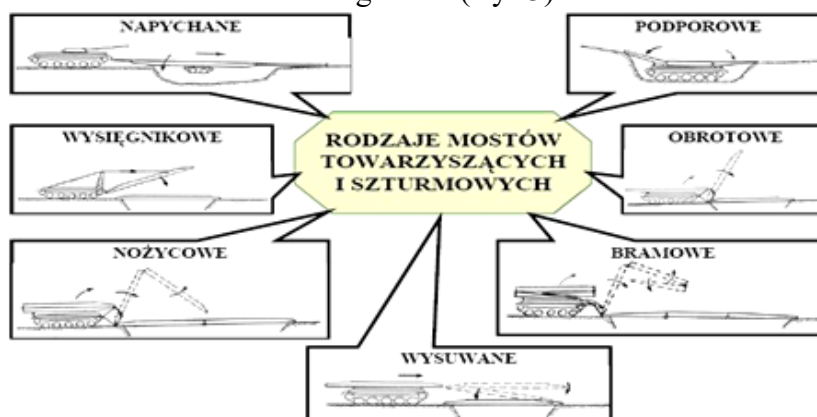 NAPYCHANE
PODPOROWE
WYSIĘGNIKOWE
RODZAJE MOSTÓW
TOWARZYSZĄCYCH
I SZTURMOWYCH
OBROTOWE
NOŻYCOWE
BRAMOWE
WYSUWANE